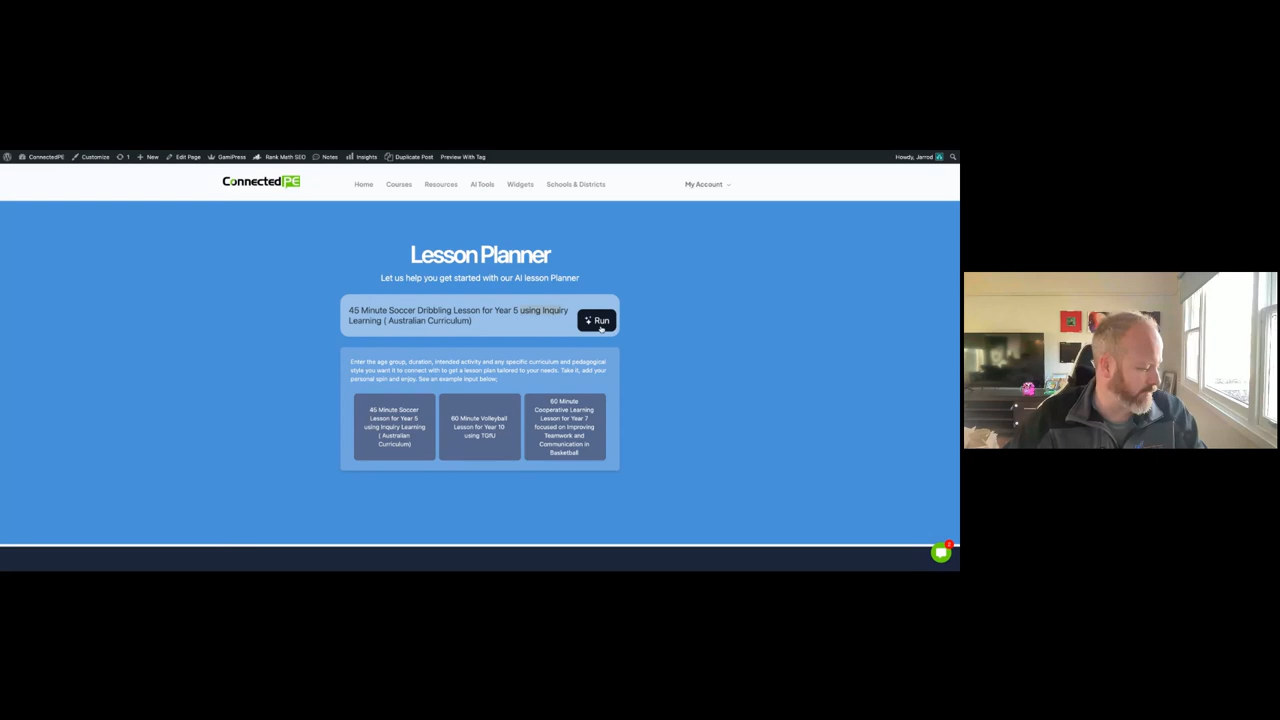 ConnectedPE Customize 1 New Edit Page GamiPress Rank Math SEO Notes Insights Duplicate Post Preview With Tag Howdy, Jarrod
ConnectedPE Home Courses Resources AI Tools Widgets Schools & Districts My Account
Lesson Planner
Let us help you get started with our AI lesson Planner
45 Minute Soccer Dribbling Lesson for Year 5 using Inquiry
Learning ( Australian Curriculum)
Run
Enter the age group, duration, intended activity and any specific curriculum and pedagogical
style you want it to connect with to get a lesson plan tailored to your needs. Take it, add your
personal spin and enjoy. See an example input below;
45 Minute Soccer
Lesson for Year 5
using Inquiry Learning
( Australian
Curriculum)
60 Minute Volleyball
Lesson for Year 10
using TGfU
60 Minute
Cooperative Learning
Lesson for Year 7
focused on Improving
Teamwork and
Communication in
Basketball
2